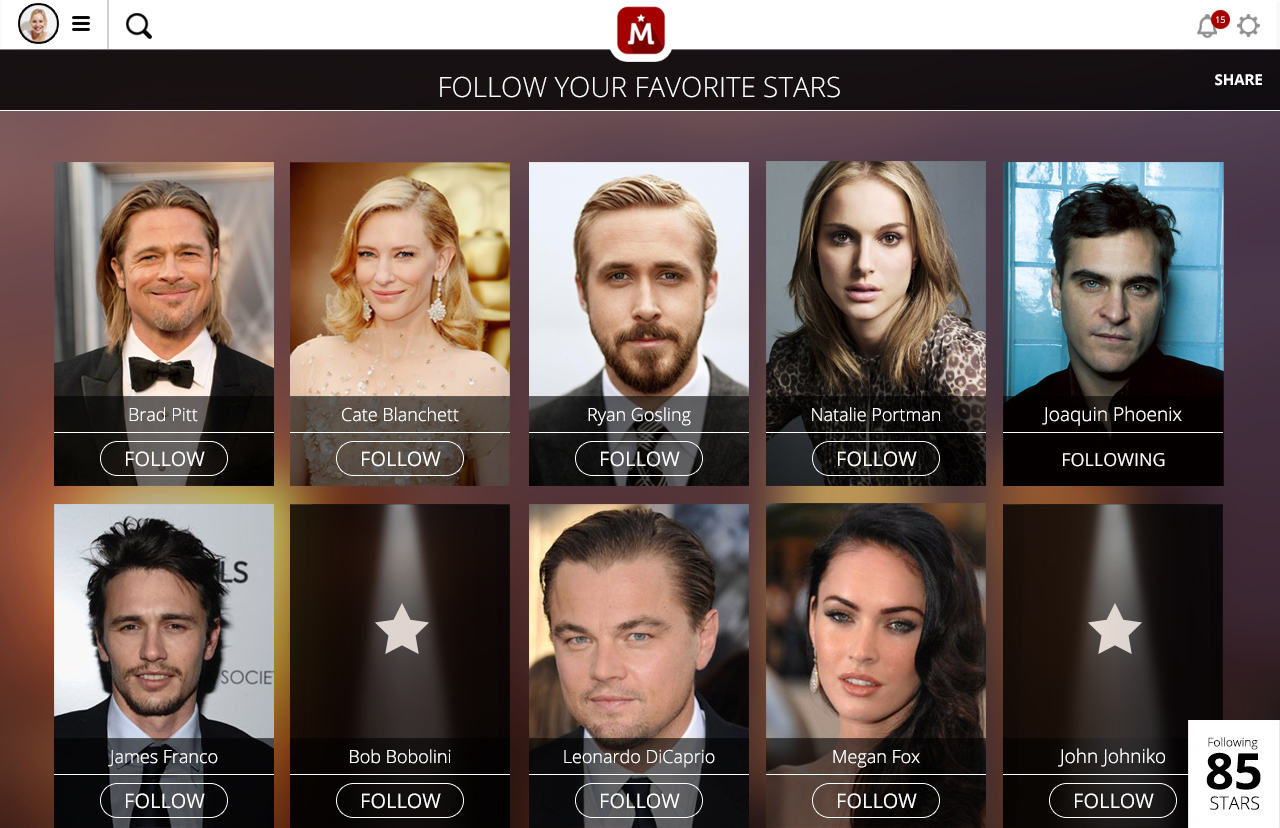 M
15
FOLLOW YOUR FAVORITE STARS
SHARE
Brad Pitt
Cate Blanchett
Ryan Gosling
Natalie Portman
Joaquin Phoenix
FOLLOW
FOLLOW
FOLLOW
FOLLOW
FOLLOWING
LS
SOCIE
James Franco
Bob Bobolini
Leonardo DiCaprio
Megan Fox
John Johniko
FOLLOW
FOLLOW
FOLLOW
FOLLOW
FOLLOW
Following
85
STARS